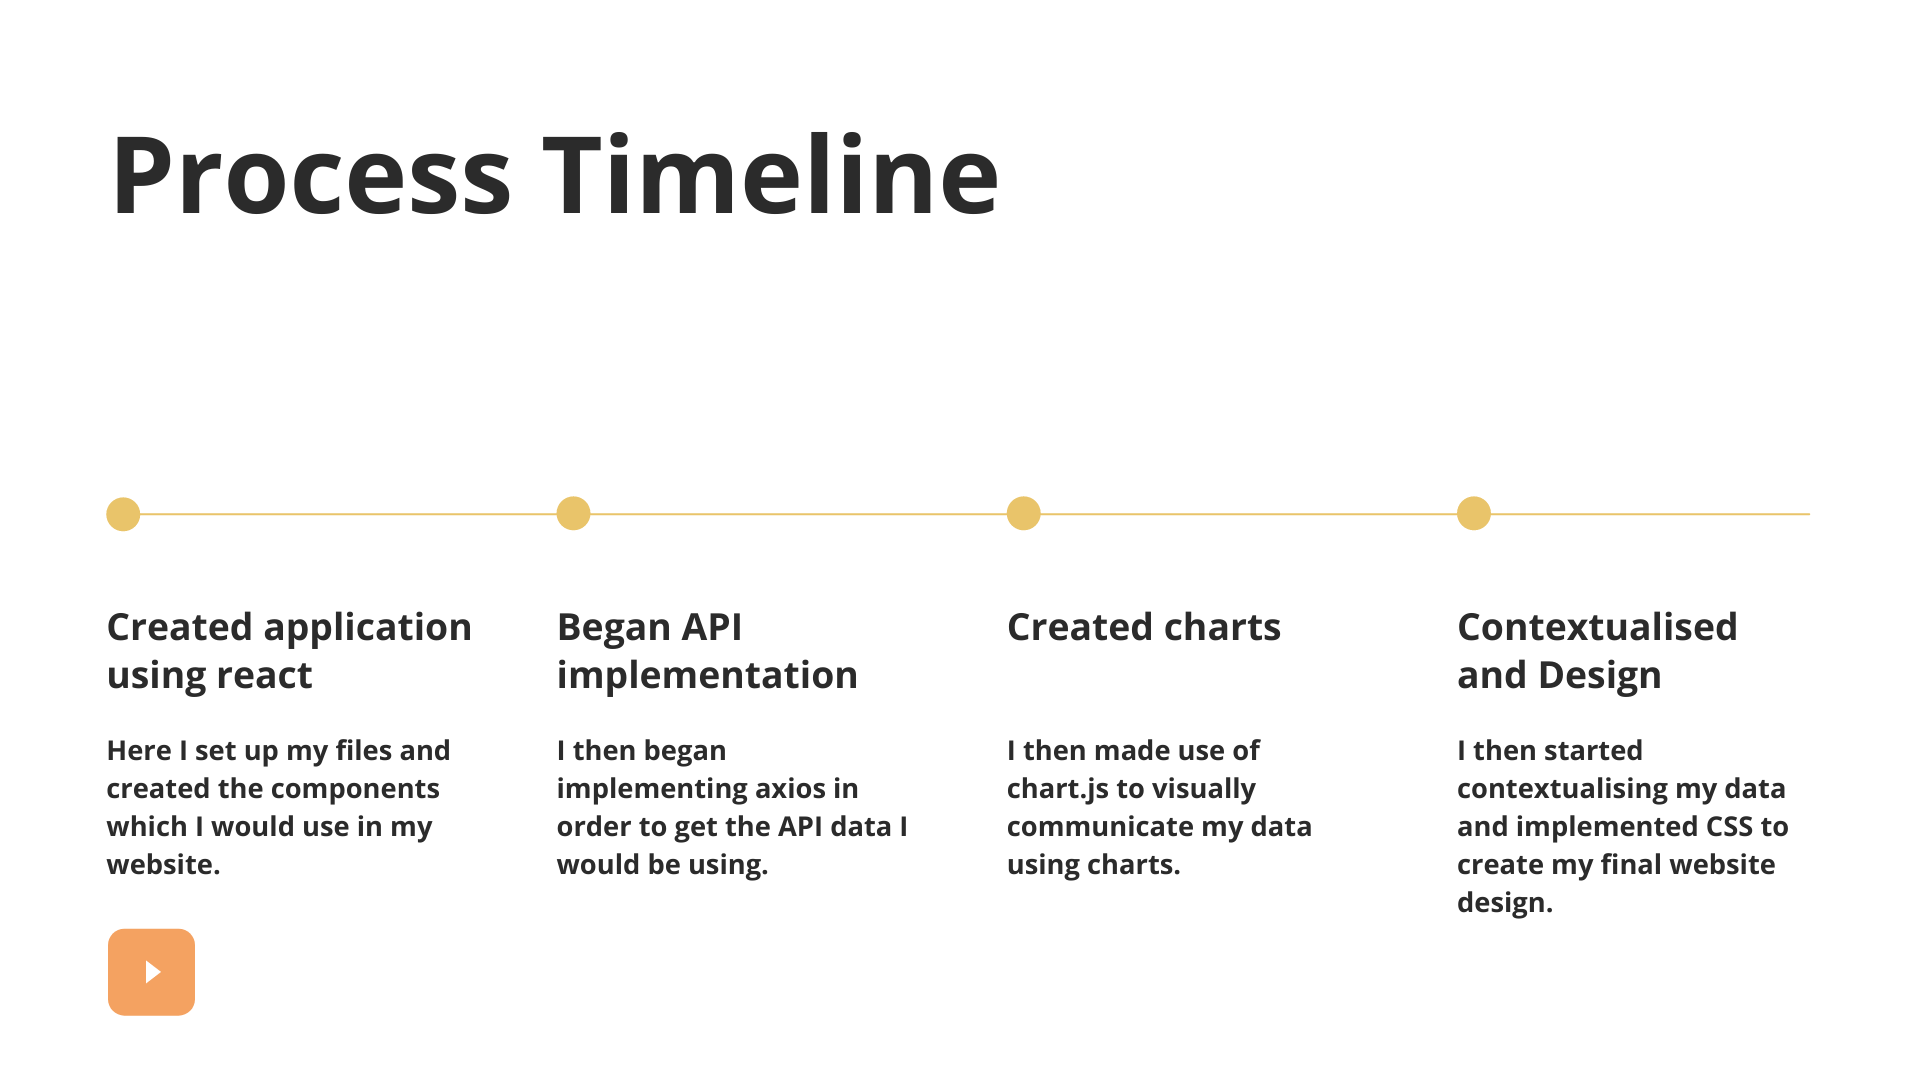 Process Timeline
Created application
using react
Here I set up my files and
created the components
which I would use in my
website.
Began API
implementation
I then began
implementing axios in
order to get the API data I
would be using.
Created charts
I then made use of
chart.js to visually
communicate my data
using charts.
Contextualised
and Design
I then started
contextualising my data
and implemented CSS to
create my final website
design.